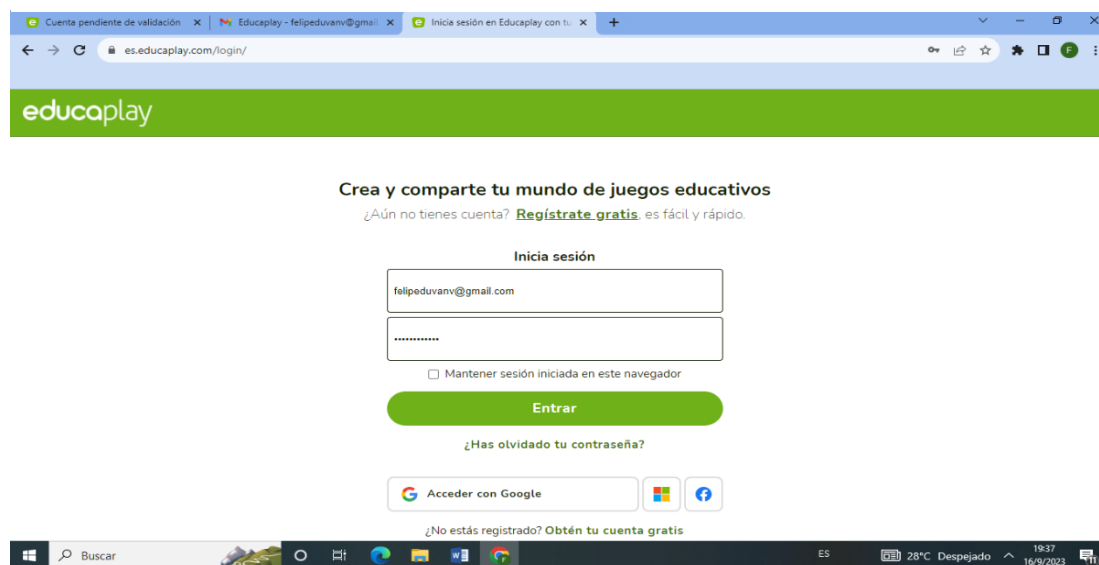 Cuenta pendiente de validación
Educaplay - felipeduvanv@gmail.
Inicia sesión en Educaplay con tu
es.educaplay.com/login/
F
educaplay
Crea y comparte tu mundo de juegos educativos
¿Aún no tienes cuenta? Regístrate gratis, es fácil y rápido.
Inicia sesión
felipeduvanv@gmail.com
••••••••••••
Mantener sesión iniciada en este navegador
Entrar
¿Has olvidado tu contraseña?
Acceder con Google
¿No estás registrado? Obtén tu cuenta gratis
Buscar
ES
28°C Despejado
19:37
16/9/2023